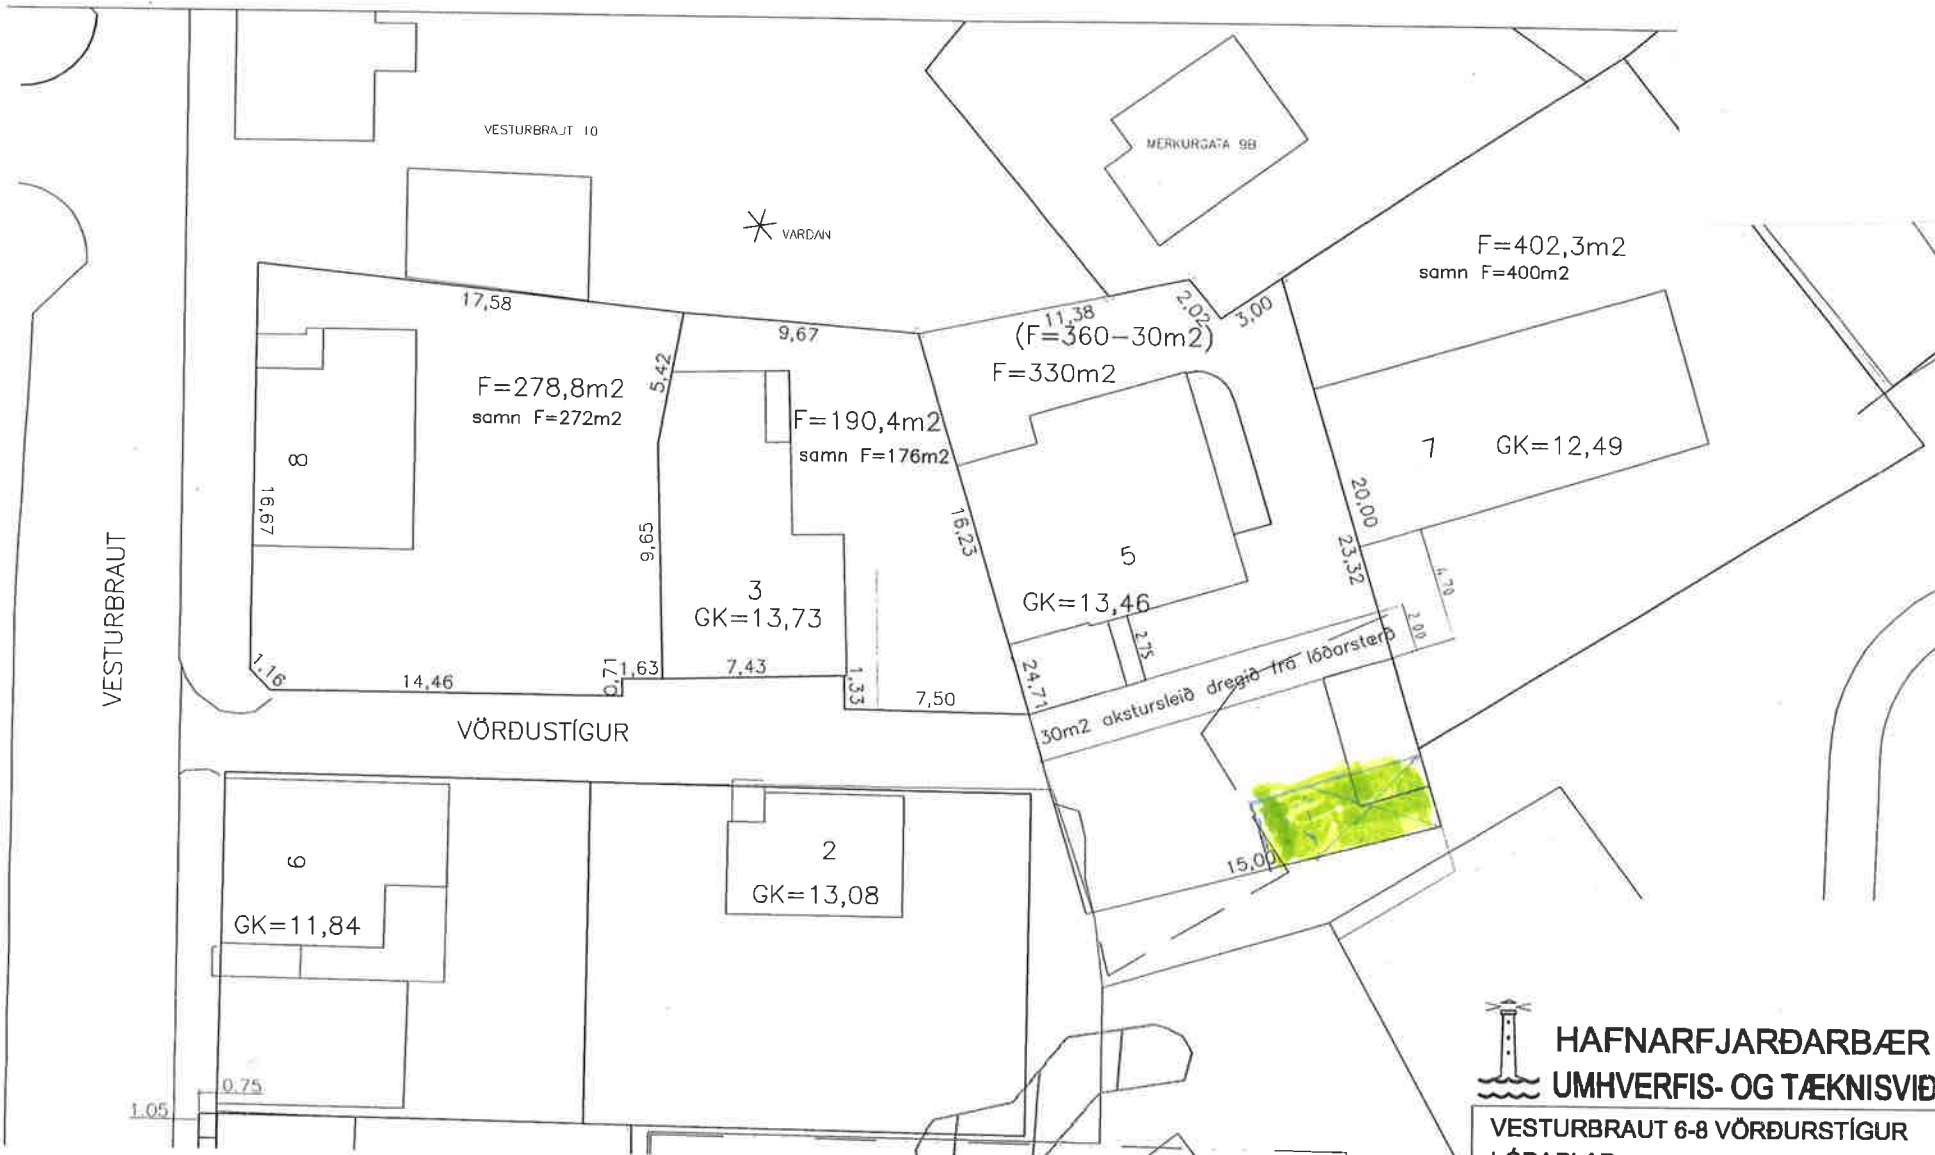 VESTURBRAUT 10
MERKURGATA 9B
VARDAN
F=402,3m2
samn F=400m2
17,58
9,67
11,38
2,02
3,00
(F=360-30m2)
F=330m2
5,42
F=278,8m2
samn F=272m2
F=190,4m2
samn F=176m2
8
16,67
7
GK=12,49
20,00
23,32
16,23
9,65
5
GK=13,46
3
GK=13,73
4.70
2.00
2.75
VESTURBRAUT
1,16
14,46
0,71
1,63
7,43
1,33
7,50
24,71
30m2 akstursleið dregið frá lóðarstærð
VÖRÐUSTÍGUR
6
GK=11,84
2
GK=13,08
15,00
0.75
1.05
HAFNARFJARÐARBÆR
UMHVERFIS- OG TÆKNISVIÐ
VESTURBRAUT 6-8 VÖRÐURSTÍGUR